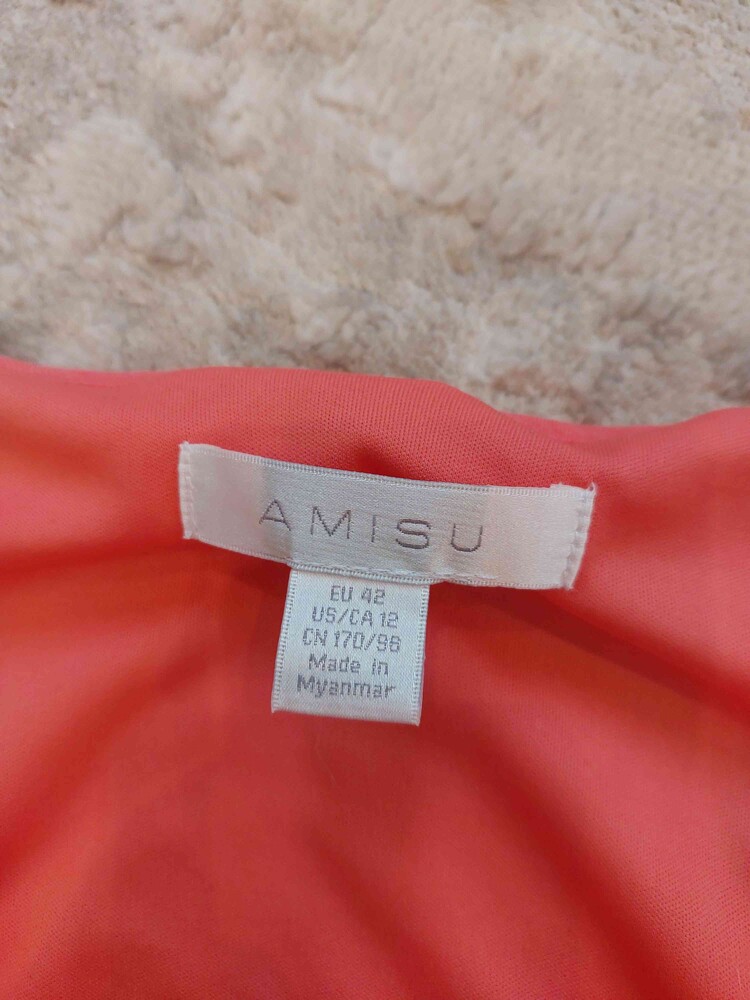 AMISU
EU 42
US/CA 12
CN 170/96
Made in
Myanmar